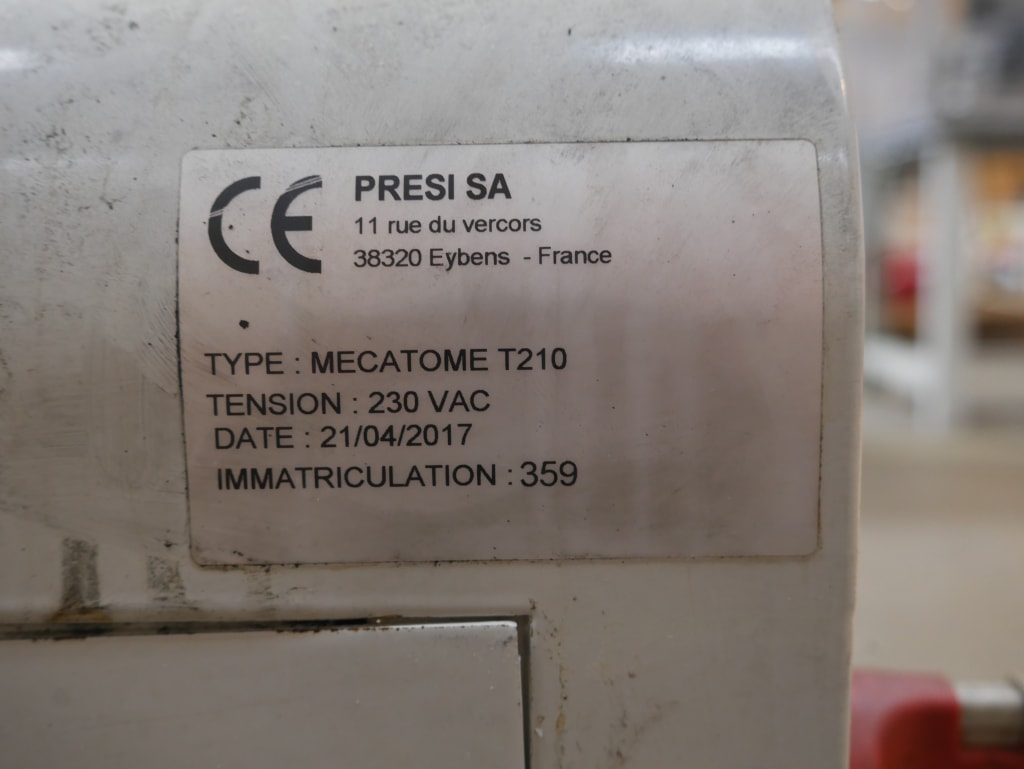 CE
PRESI SA
11 rue du vercors
38320 Eybens - France
TYPE : MECATOME T210
TENSION : 230 VAC
DATE : 21/04/2017
IMMATRICULATION : 359